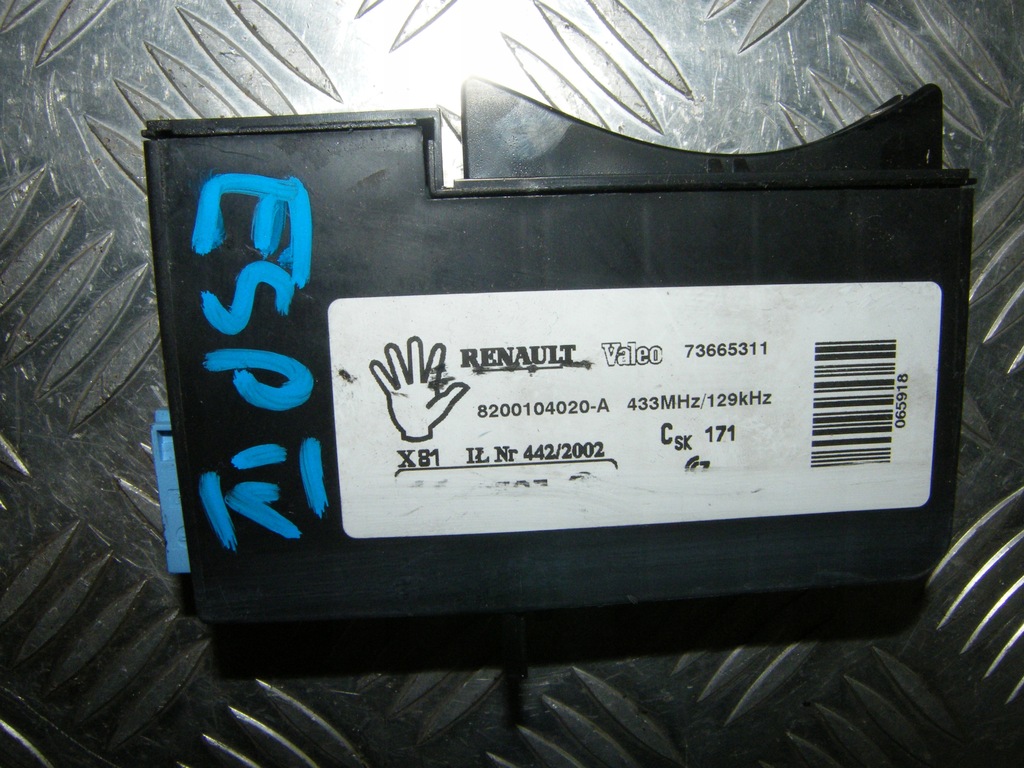 ESP IV
RENAULT Valeo 73665311
8200104020-A 433MHz/129kHz
X81 IŁ Nr 442/2002 CSK 171
065918